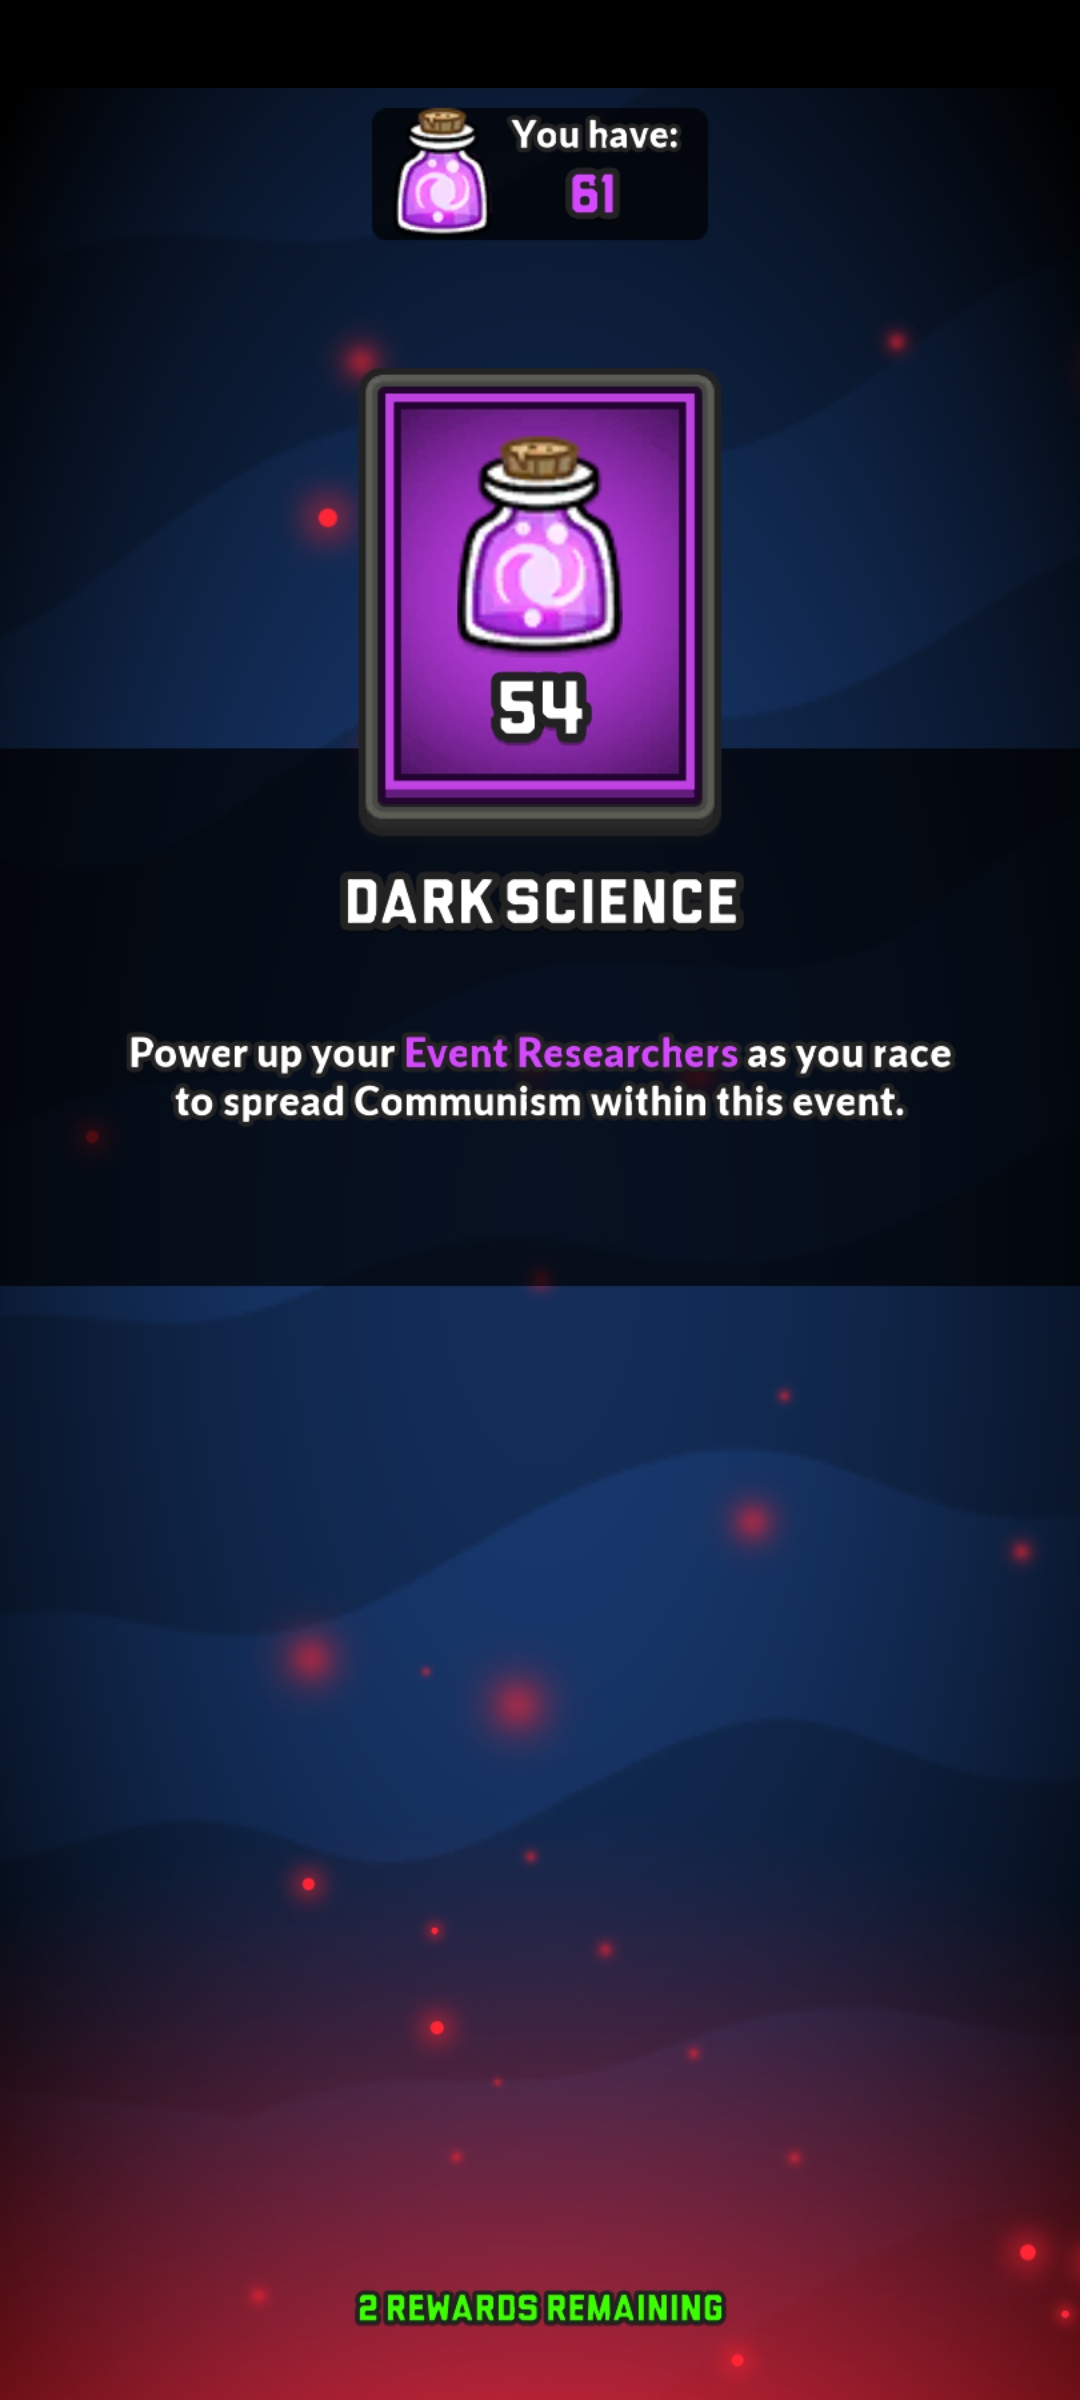 You have:
61
54
DARK SCIENCE
Power up your Event Researchers as you race
to spread Communism within this event.
2 REWARDS REMAINING